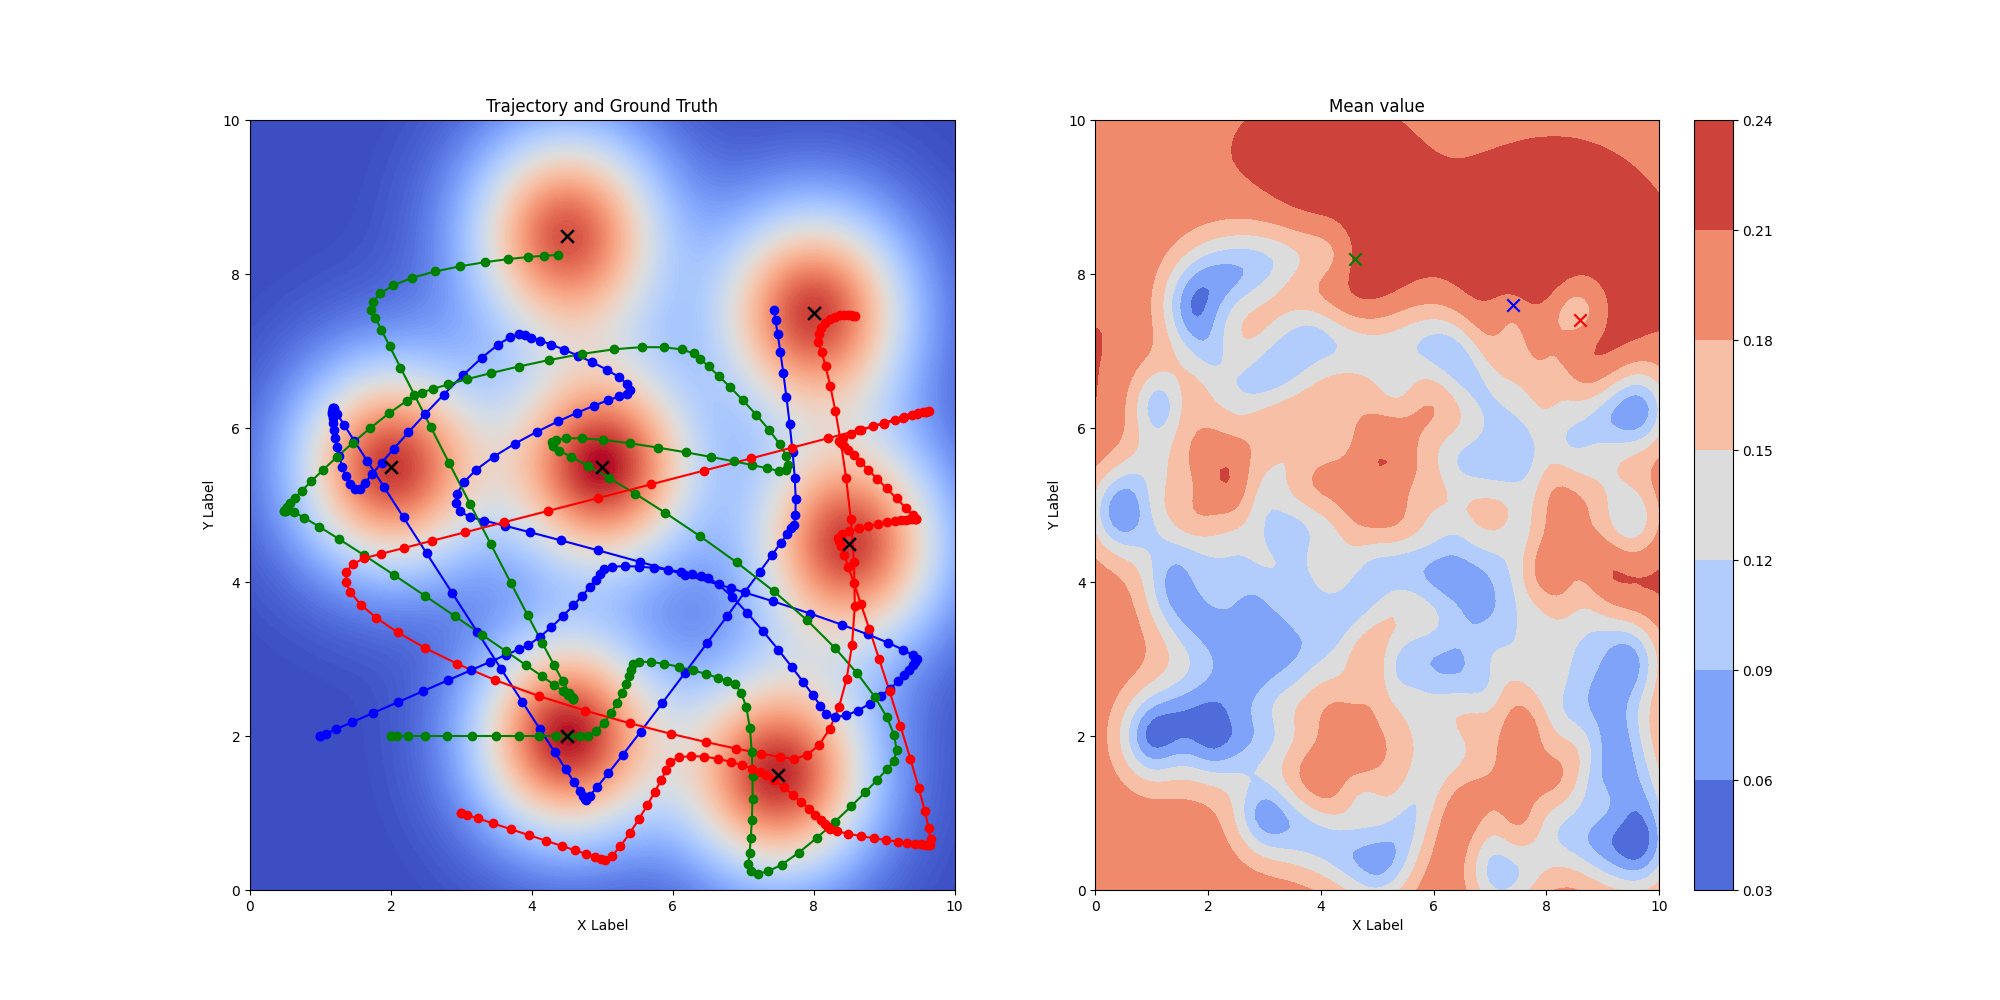 Trajectory and Ground Truth
10
8
6
4
2
0
Y Label
0 2 4 6 8 10
X Label
Mean value
10
8
6
4
2
0
Y Label
0 2 4 6 8 10
X Label
0.24
0.21
0.18
0.15
0.12
0.09
0.06
0.03